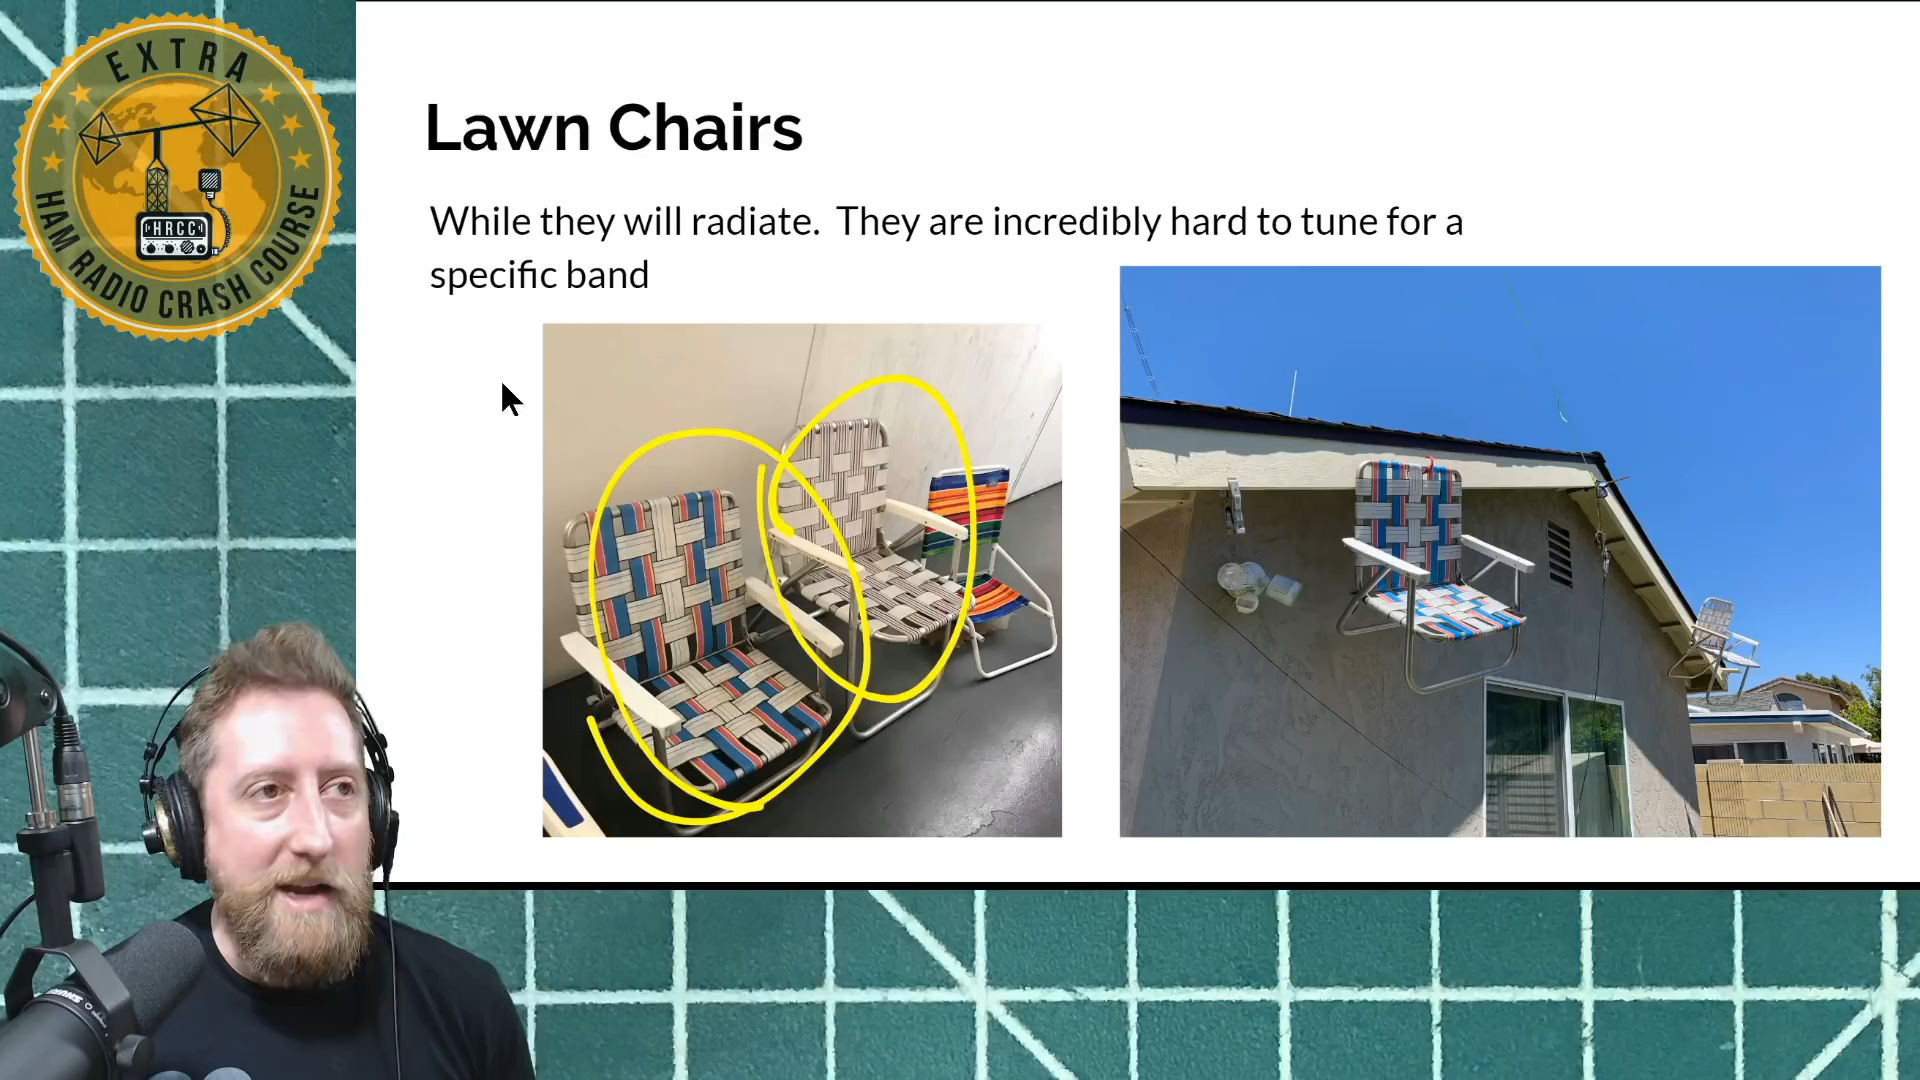 EXTRA
HRCC
HAM RADIO CRASH COURSE
Lawn Chairs
While they will radiate.  They are incredibly hard to tune for a
specific band